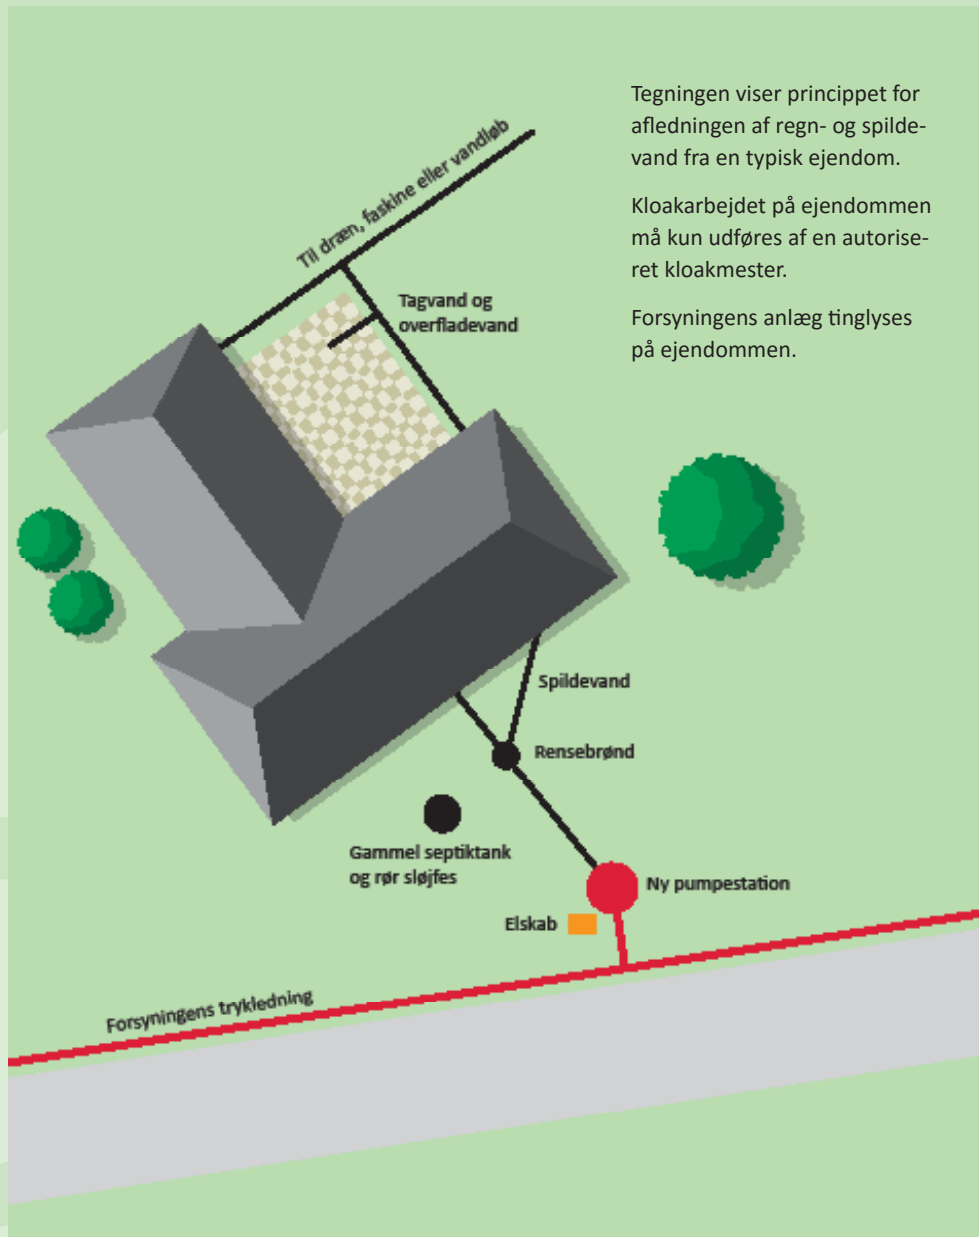 Tegningen viser princippet for
afledningen af regn- og spilde-
vand fra en typisk ejendom.
Kloakarbejdet på ejendommen
må kun udføres af en autorise-
ret kloakmester.
Forsyningens anlæg tinglyses
på ejendommen.
Til dræn, faskine eller vandløb
Tagvand og
overfladevand
Spildevand
Rensebrønd
Gammel septiktank
og rør sløjfes
Ny pumpestation
Elskab
Forsyningens trykledning